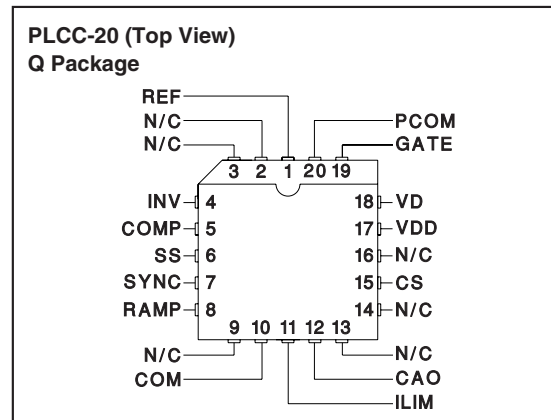 PLCC-20 (Top View)
Q Package
REF
N/C
N/C
PCOM
GATE
3 2 1 20 19
INV 4
COMP 5
SS 6
SYNC 7
RAMP 8
18 VD
17 VDD
16 N/C
15 CS
14 N/C
9 10 11 12 13
N/C
COM
N/C
CAO
ILIM